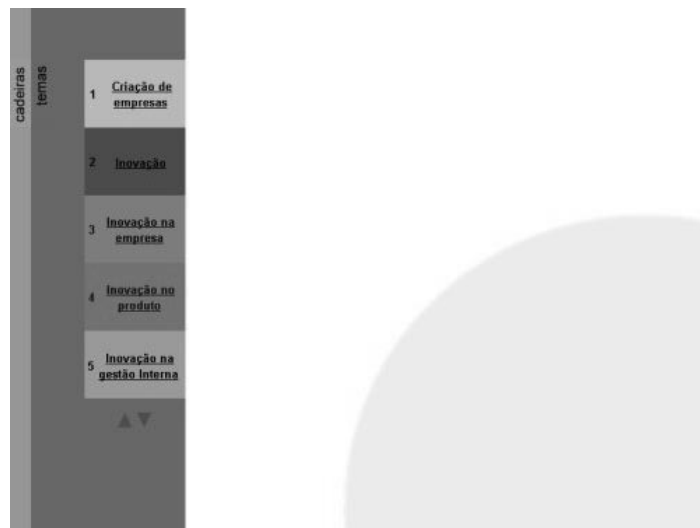 cadeiras
temas
1 Criação de
empresas
2 Inovação
3 Inovação na
empresa
4 Inovação no
produto
5 Inovação na
gestão Interna